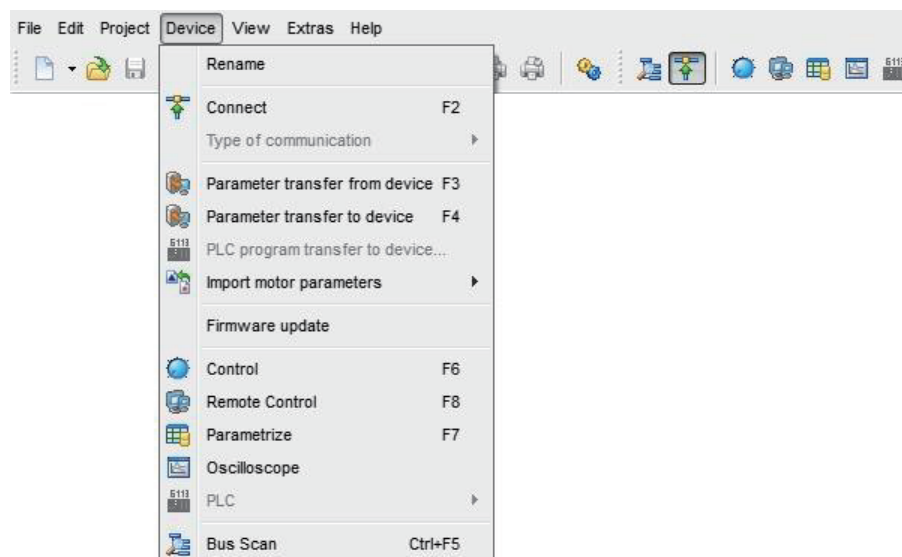 File Edit Project Device View Extras Help
Rename
Connect F2
Type of communication
Parameter transfer from device F3
Parameter transfer to device F4
PLC program transfer to device...
Import motor parameters
Firmware update
Control F6
Remote Control F8
Parametrize F7
Oscilloscope
PLC
Bus Scan Ctrl+F5